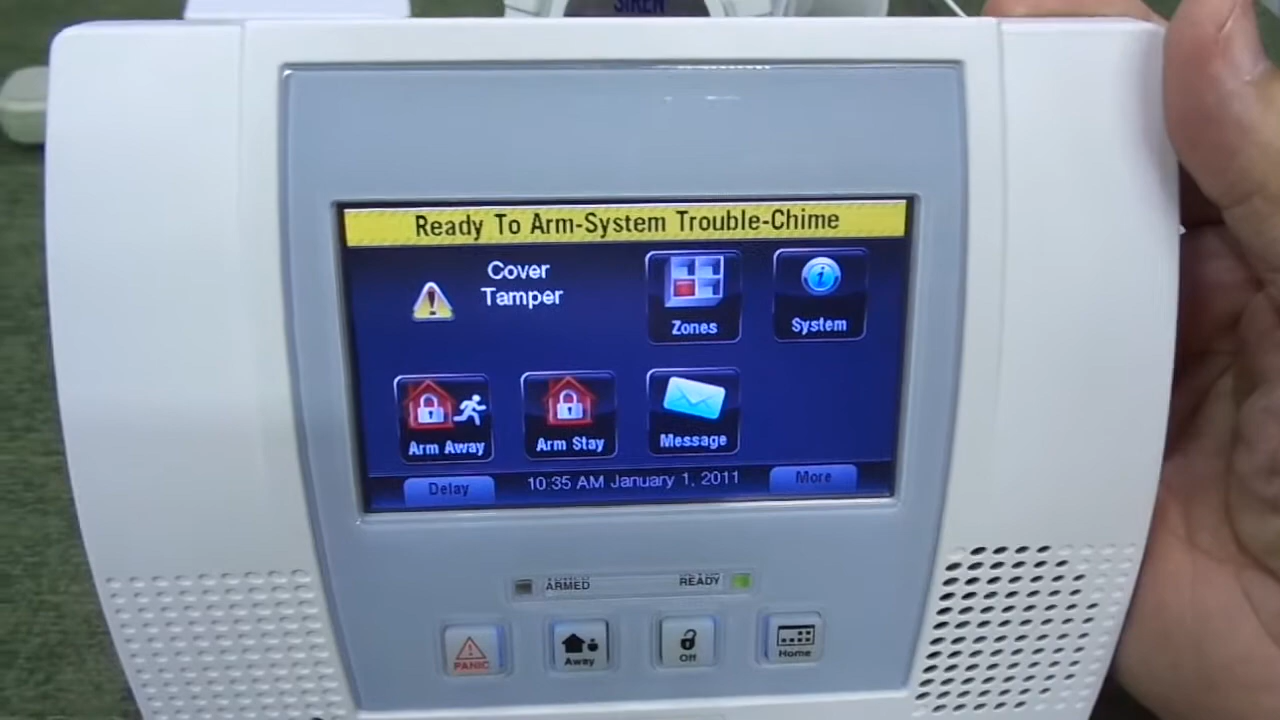 SIREN
Ready To Arm-System Trouble-Chime
Cover
Tamper
Zones
System
Arm Away
Arm Stay
Message
Delay
10:35 AM January 1, 2011
More
ARMED
READY
PANIC
Away
Off
Home